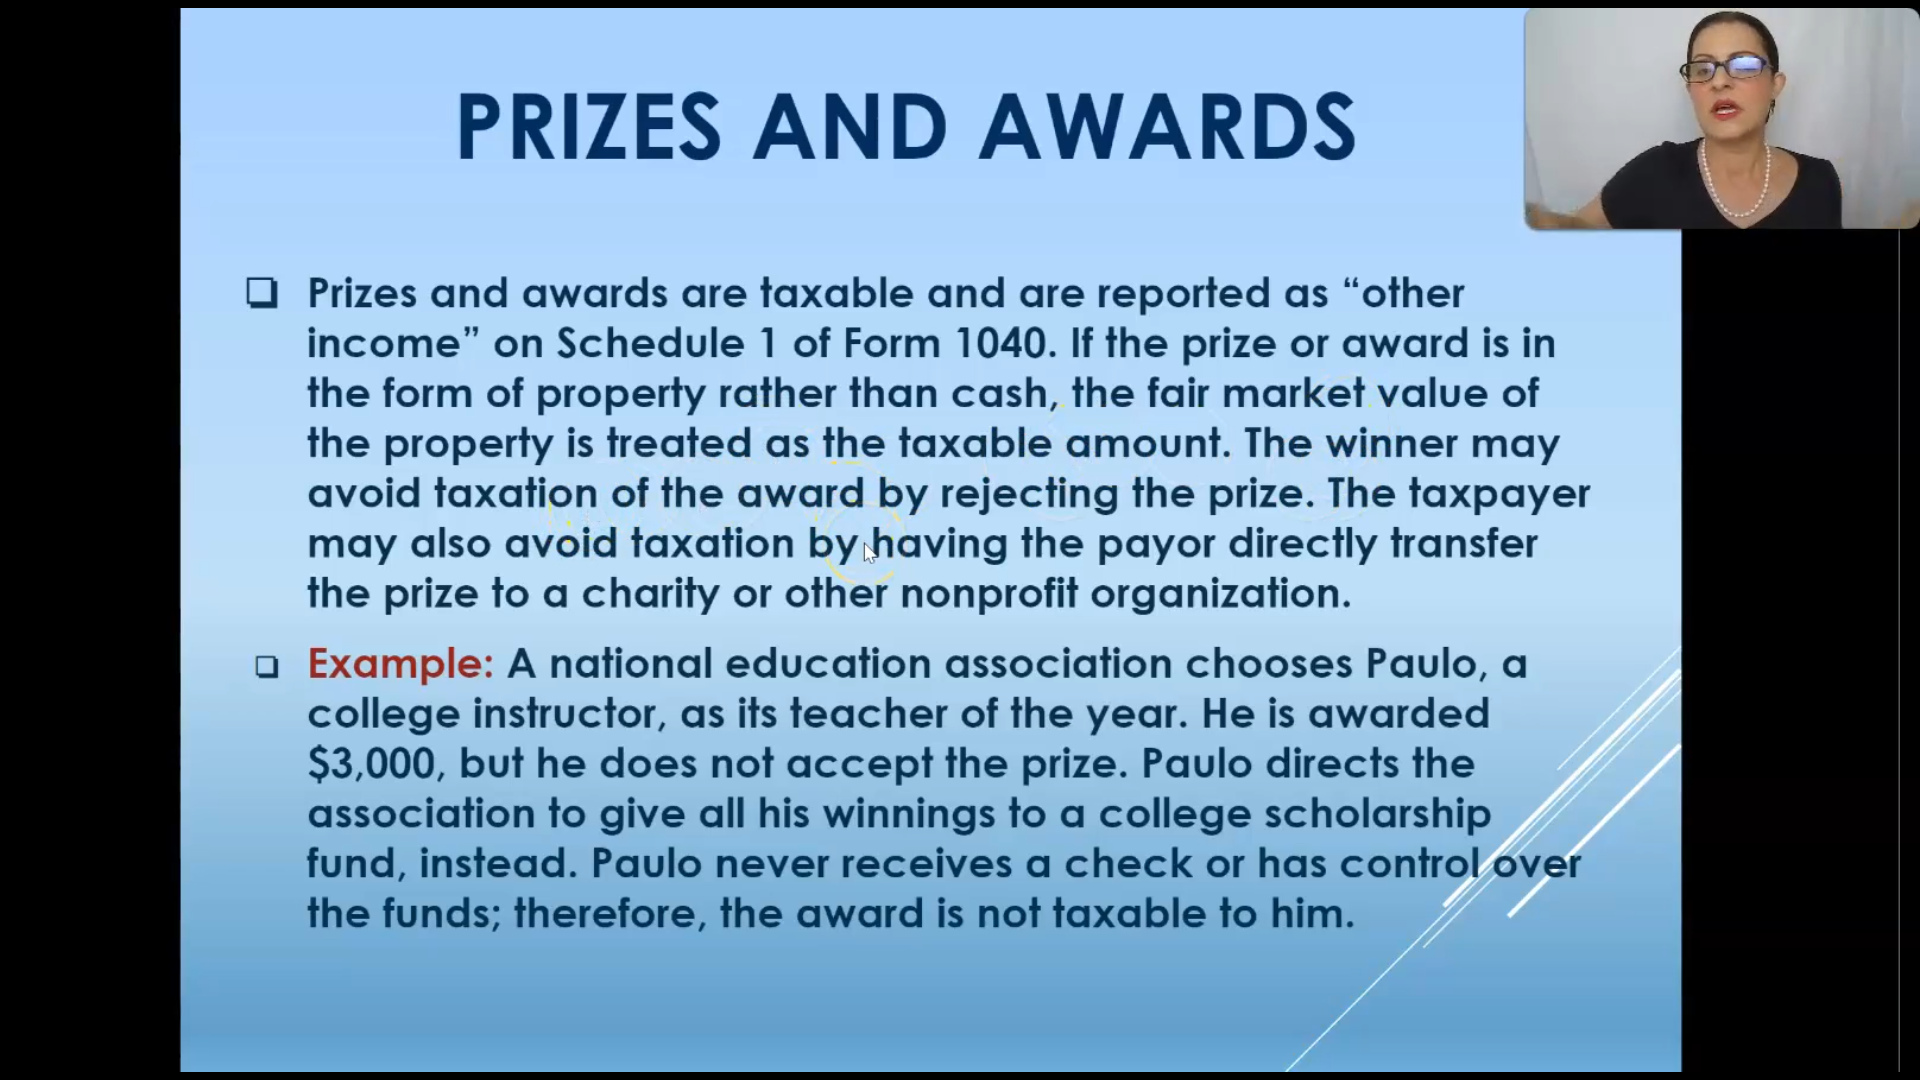 PRIZES AND AWARDS
Prizes and awards are taxable and are reported as “other
income” on Schedule 1 of Form 1040. If the prize or award is in
the form of property rather than cash, the fair market value of
the property is treated as the taxable amount. The winner may
avoid taxation of the award by rejecting the prize. The taxpayer
may also avoid taxation by having the payor directly transfer
the prize to a charity or other nonprofit organization.
Example: A national education association chooses Paulo, a
college instructor, as its teacher of the year. He is awarded
$3,000, but he does not accept the prize. Paulo directs the
association to give all his winnings to a college scholarship
fund, instead. Paulo never receives a check or has control over
the funds; therefore, the award is not taxable to him.